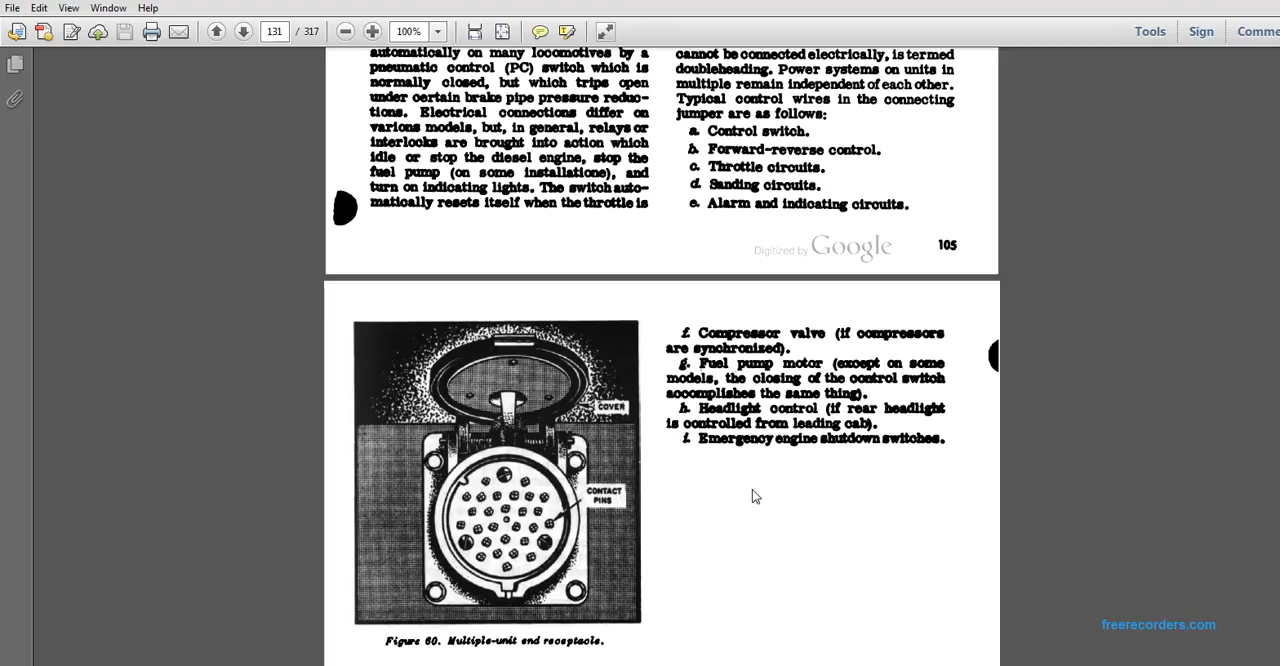 File Edit View Window Help
131 / 317 100% Tools Sign Comme
automatically on many locomotives by a
pneumatic control (PC) switch which is
normally closed, but which trips open
under certain brake pipe pressure reduc-
tions. Electrical connections differ on
various models, but, in general, relays or
interlocks are brought into action which
idle or stop the diesel engine, stop the
fuel pump (on some installations), and
turn on indicating lights. The switch auto-
matically resets itself when the throttle is
cannot be connected electrically, is termed
doubleheading. Power systems on units in
multiple remain independent of each other.
Typical control wires in the connecting
jumper are as follows:
a. Control switch.
b. Forward-reverse control.
c. Throttle circuits.
d. Sanding circuits.
e. Alarm and indicating circuits.
Digitized by Google
105
COVER
CONTACT
PINS
Figure 60. Multiple-unit end receptacle.
f. Compressor valve (if compressors
are synchronized).
g. Fuel pump motor (except on some
models, the closing of the control switch
accomplishes the same thing).
h. Headlight control (if rear headlight
is controlled from leading cab).
i. Emergency engine shutdown switches.
freerecorders.com